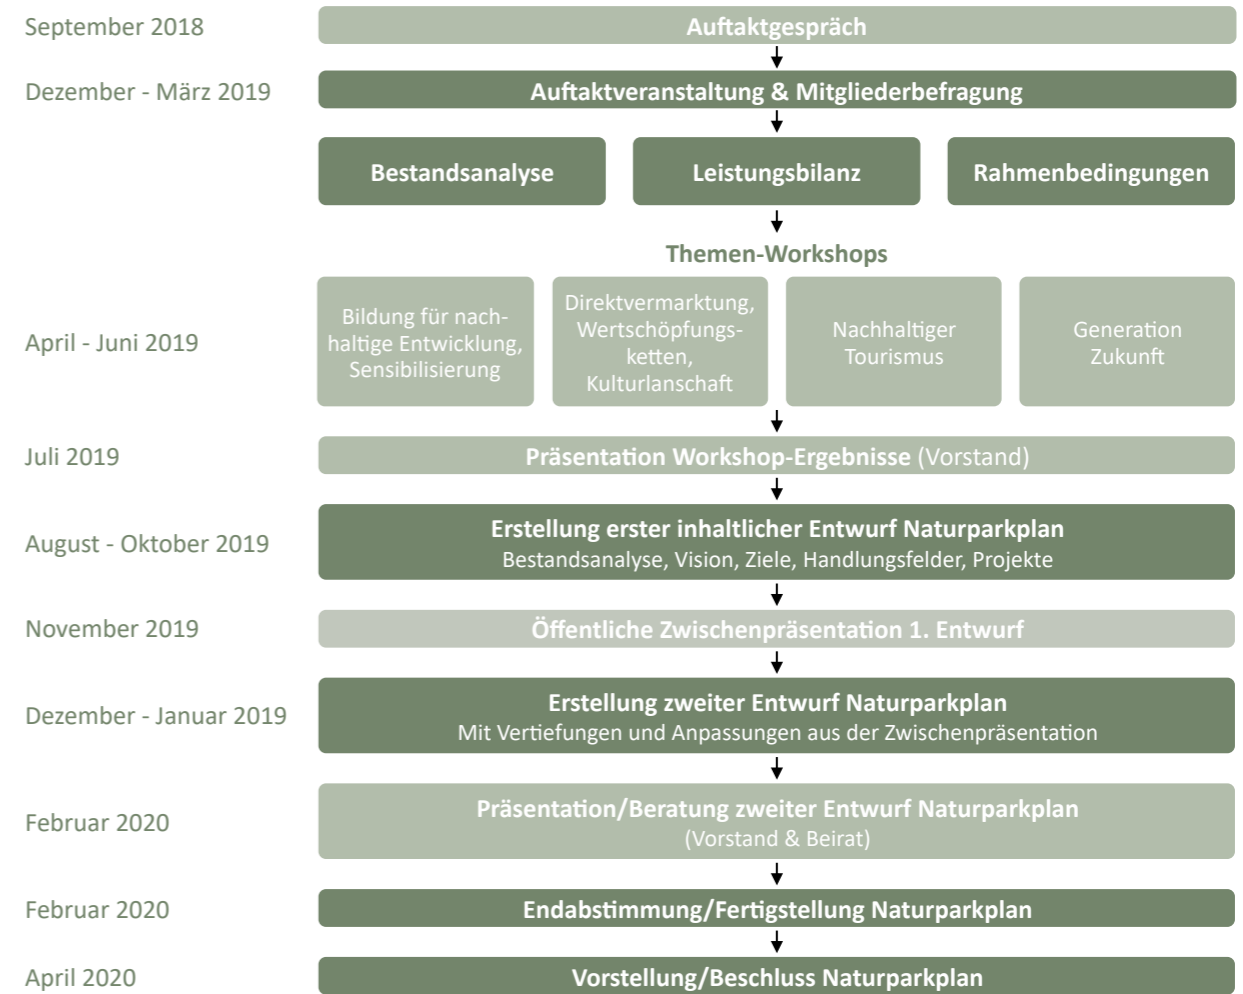 September 2018
Auftaktgespräch
Dezember - März 2019
Auftaktveranstaltung & Mitgliederbefragung
Bestandsanalyse
Leistungsbilanz
Rahmenbedingungen
Themen-Workshops
April - Juni 2019
Bildung für nach-
haltige Entwicklung,
Sensibilisierung
Direktvermarktung,
Wertschöpfungs-
ketten,
Kulturlanschaft
Nachhaltiger
Tourismus
Generation
Zukunft
Juli 2019
Präsentation Workshop-Ergebnisse (Vorstand)
August - Oktober 2019
Erstellung erster inhaltlicher Entwurf Naturparkplan
Bestandsanalyse, Vision, Ziele, Handlungsfelder, Projekte
November 2019
Öffentliche Zwischenpräsentation 1. Entwurf
Dezember - Januar 2019
Erstellung zweiter Entwurf Naturparkplan
Mit Vertiefungen und Anpassungen aus der Zwischenpräsentation
Februar 2020
Präsentation/Beratung zweiter Entwurf Naturparkplan
(Vorstand & Beirat)
Februar 2020
Endabstimmung/Fertigstellung Naturparkplan
April 2020
Vorstellung/Beschluss Naturparkplan